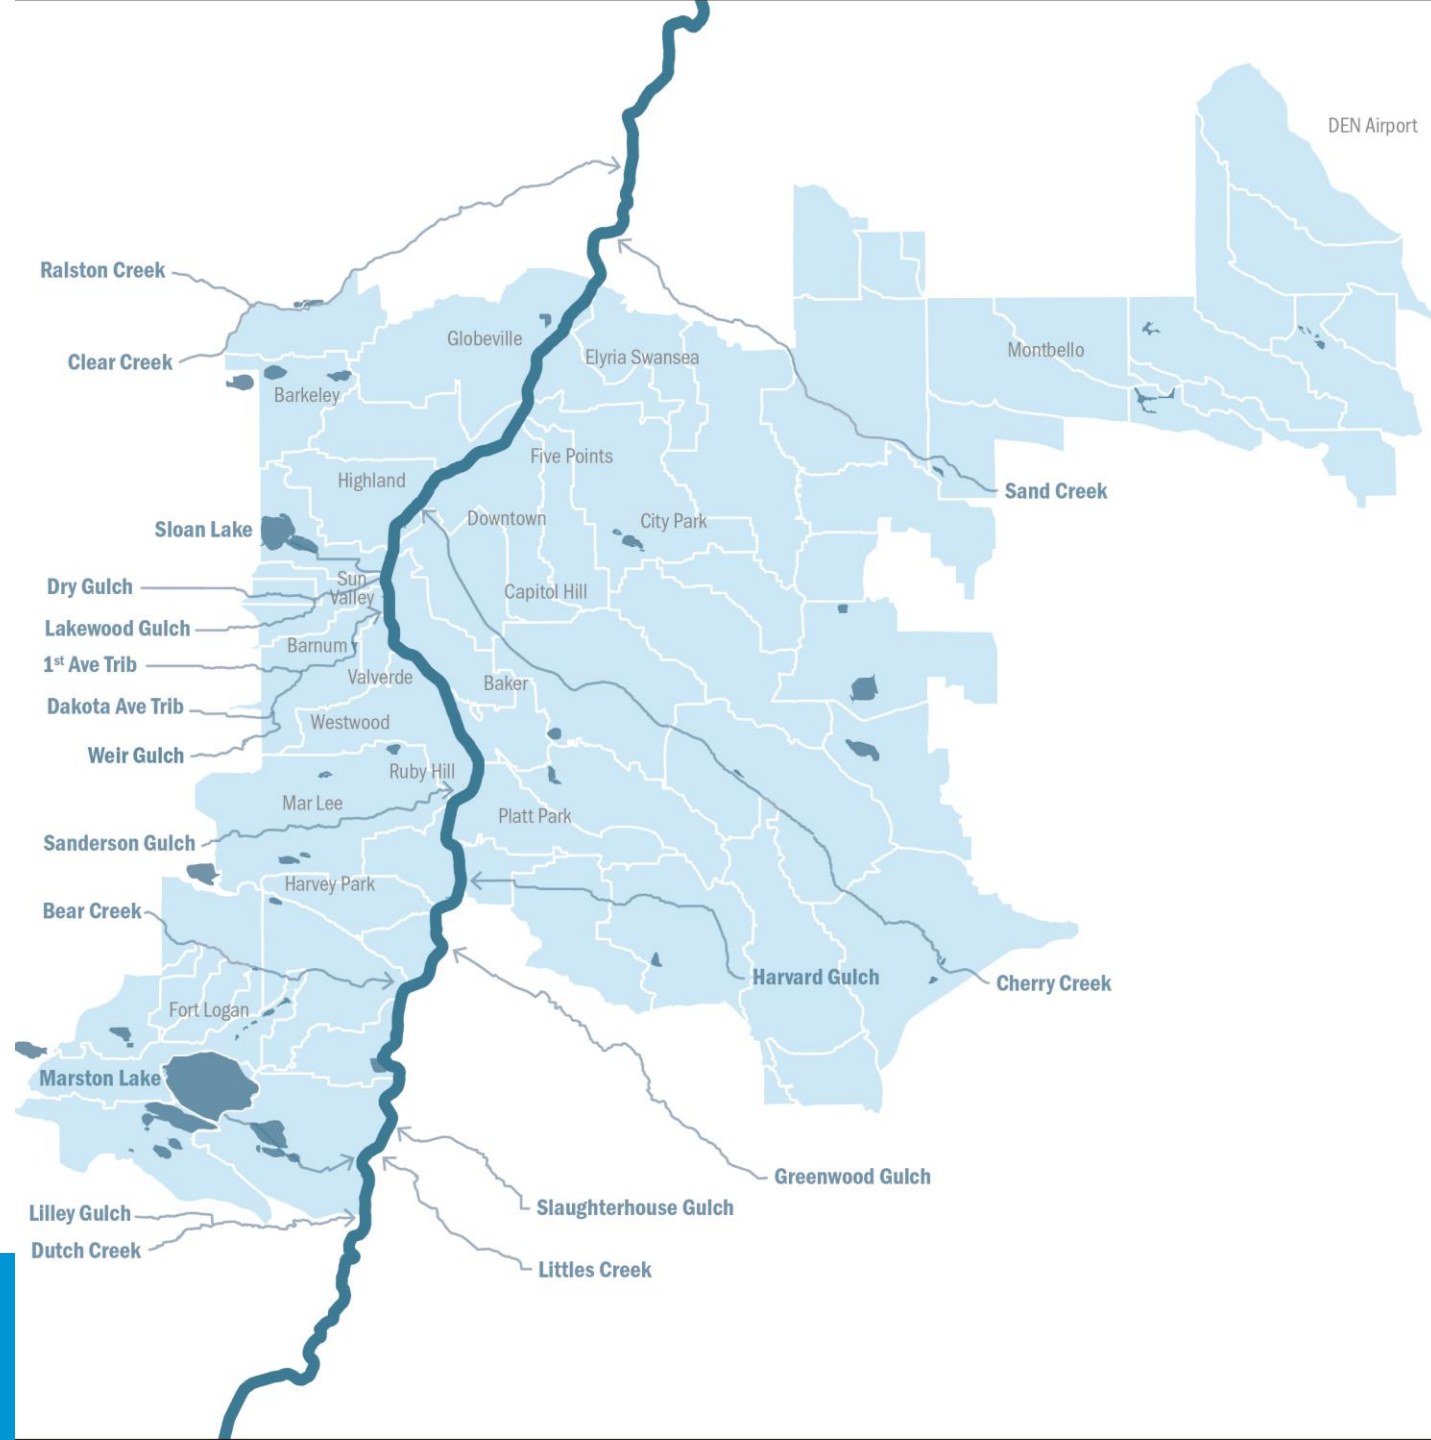 DEN Airport
Ralston Creek
Globeville
Elyria Swansea
Montbello
Clear Creek
Barkeley
Five Points
Highland
Sand Creek
Downtown
City Park
Sloan Lake
Sun
Valley
Dry Gulch
Capitol Hill
Lakewood Gulch
Barnum
1st Ave Trib
Valverde
Baker
Dakota Ave Trib
Westwood
Weir Gulch
Ruby Hill
Mar Lee
Platt Park
Sanderson Gulch
Harvey Park
Bear Creek
Harvard Gulch
Cherry Creek
Fort Logan
Marston Lake
Greenwood Gulch
Slaughterhouse Gulch
Lilley Gulch
Dutch Creek
Littles Creek